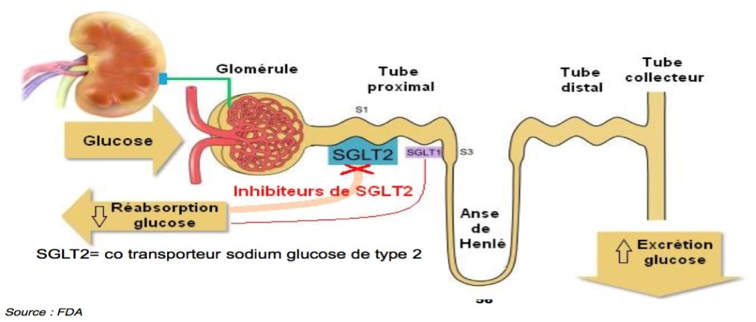 Glomérule
Tube
proximal
Tube
distal
Tube
collecteur
S1
Glucose
SGLT2
SGLT1
S3
Inhibiteurs de SGLT2
Réabsorption
glucose
Anse
de
Henlé
Excrétion
glucose
SGLT2= co transporteur sodium glucose de type 2
Source : FDA